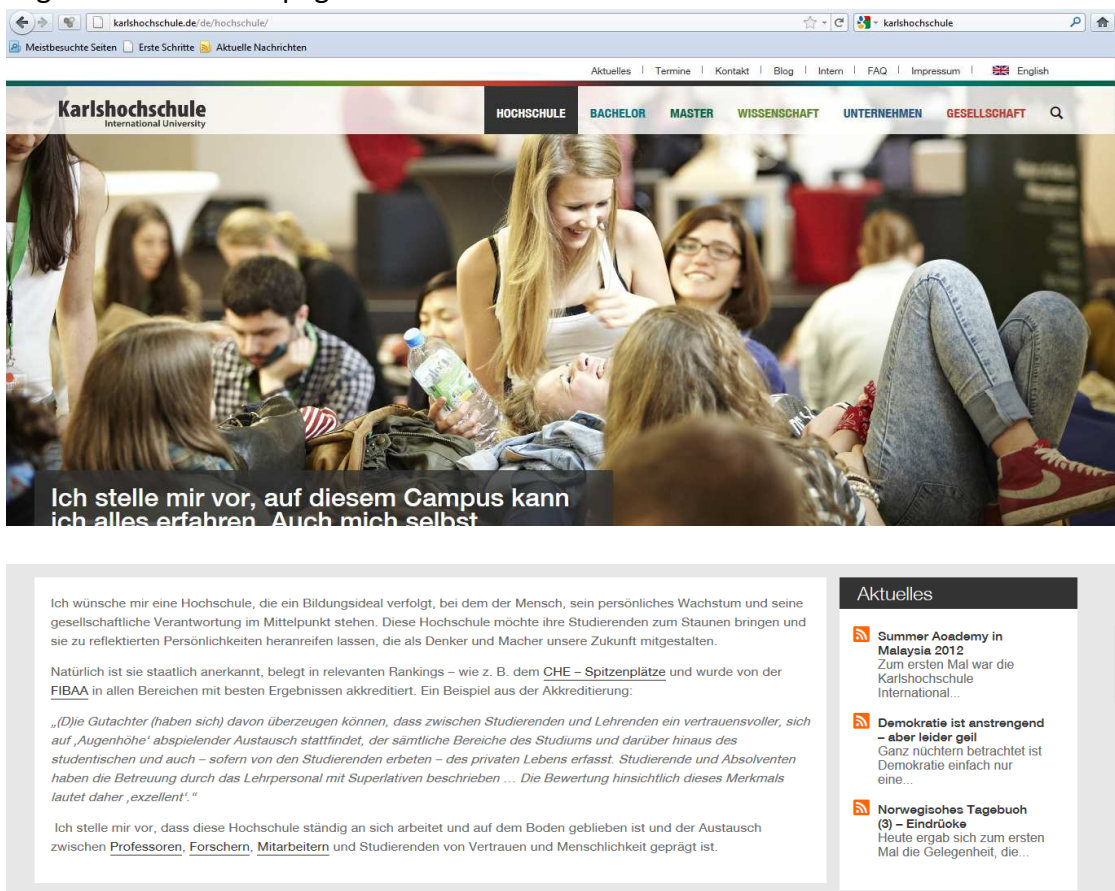 karlshochschule.de/de/hochschule/
karlshochschule
Meistbesuchte Seiten Erste Schritte Aktuelle Nachrichten
Aktuelles | Termine | Kontakt | Blog | Intern | FAQ | Impressum | English
Karlshochschule
International University
HOCHSCHULE BACHELOR MASTER WISSENSCHAFT UNTERNEHMEN GESELLSCHAFT
Ich stelle mir vor, auf diesem Campus kann
ich alles erfahren. Auch mich selbst.
Ich wünsche mir eine Hochschule, die ein Bildungsideal verfolgt, bei dem der Mensch, sein persönliches Wachstum und seine
gesellschaftliche Verantwortung im Mittelpunkt stehen. Diese Hochschule möchte ihre Studierenden zum Staunen bringen und
sie zu reflektierten Persönlichkeiten heranreifen lassen, die als Denker und Macher unsere Zukunft mitgestalten.
Natürlich ist sie staatlich anerkannt, belegt in relevanten Rankings – wie z. B. dem CHE – Spitzenplätze und wurde von der
FIBAA in allen Bereichen mit besten Ergebnissen akkreditiert. Ein Beispiel aus der Akkreditierung:
„(D)ie Gutachter (haben sich) davon überzeugen können, dass zwischen Studierenden und Lehrenden ein vertrauensvoller, sich
auf ‚Augenhöhe‘ abspielender Austausch stattfindet, der sämtliche Bereiche des Studiums und darüber hinaus des
studentischen und auch – sofern von den Studierenden erbeten – des privaten Lebens erfasst. Studierende und Absolventen
haben die Betreuung durch das Lehrpersonal mit Superlativen beschrieben … Die Bewertung hinsichtlich dieses Merkmals
lautet daher ‚exzellent‘.“
Ich stelle mir vor, dass diese Hochschule ständig an sich arbeitet und auf dem Boden geblieben ist und der Austausch
zwischen Professoren, Forschern, Mitarbeitern und Studierenden von Vertrauen und Menschlichkeit geprägt ist.
Aktuelles
Summer Aoademy in
Malaysia 2012
Zum ersten Mal war die
Karlshochschule
International...
Demokratie ist anstrengend
– aber leider geil
Ganz nüchtern betrachtet ist
Demokratie einfach nur
eine...
Norwegisohes Tagebuoh
(3) – Eindrüoke
Heute ergab sich zum ersten
Mal die Gelegenheit, die...